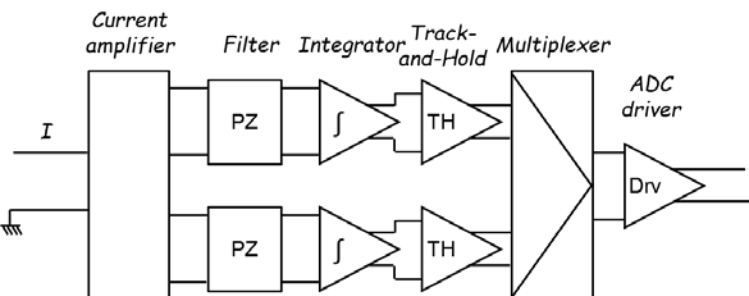 Current
amplifier
Filter
Integrator
Track-
and-Hold
Multiplexer
ADC
driver
I
PZ
∫
TH
Drv
PZ
∫
TH